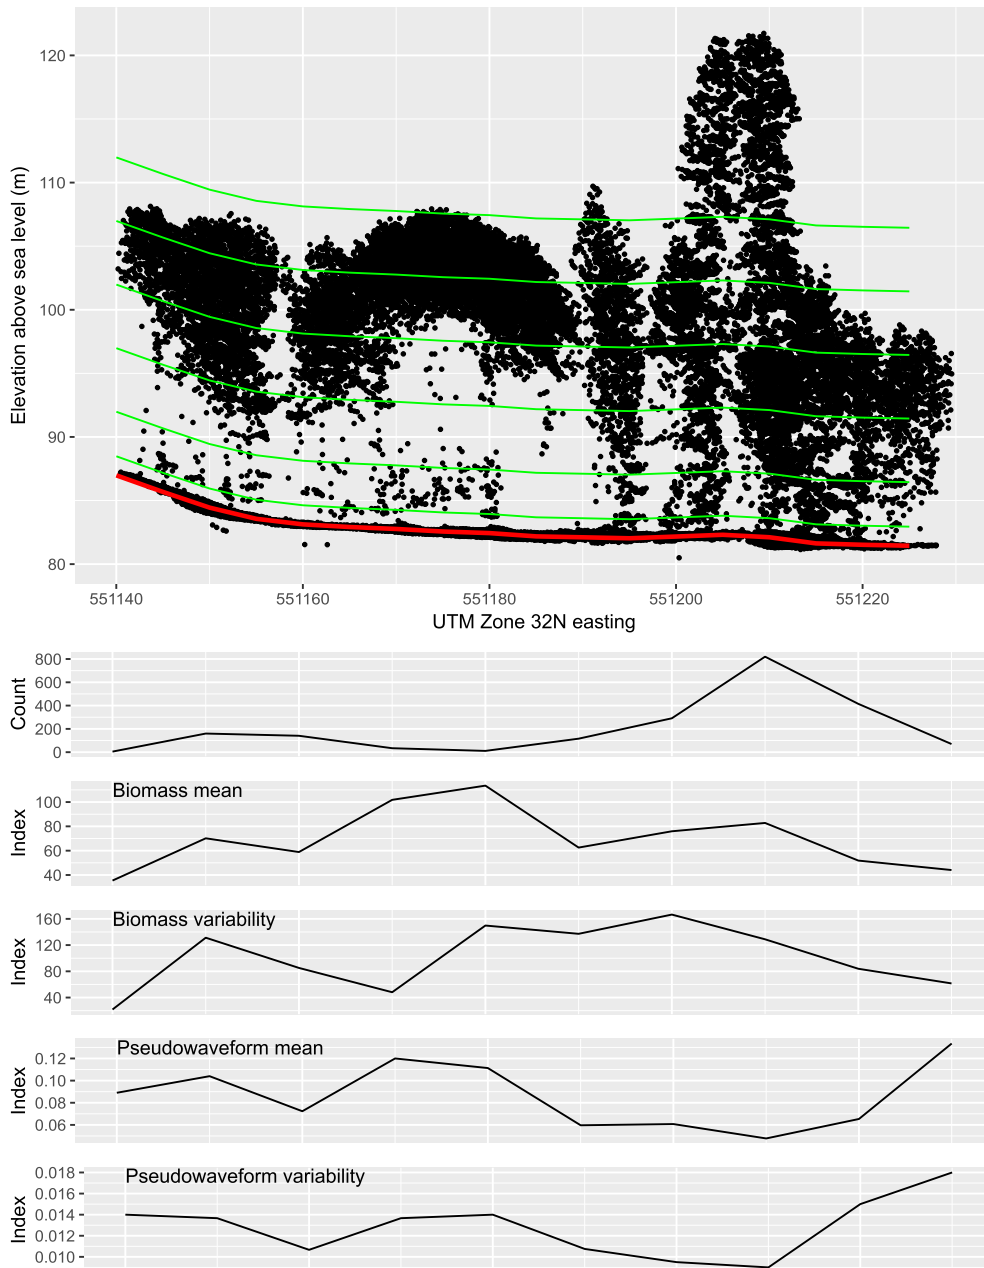 120
110
100
90
80
Elevation above sea level (m)
551140 551160 551180 551200 551220
UTM Zone 32N easting
800
600
400
200
0
Count
Biomass mean
100
80
60
40
Index
Biomass variability
160
120
80
40
Index
Pseudowaveform mean
0.12
0.10
0.08
0.06
Index
Pseudowaveform variability
0.018
0.016
0.014
0.012
0.010
Index